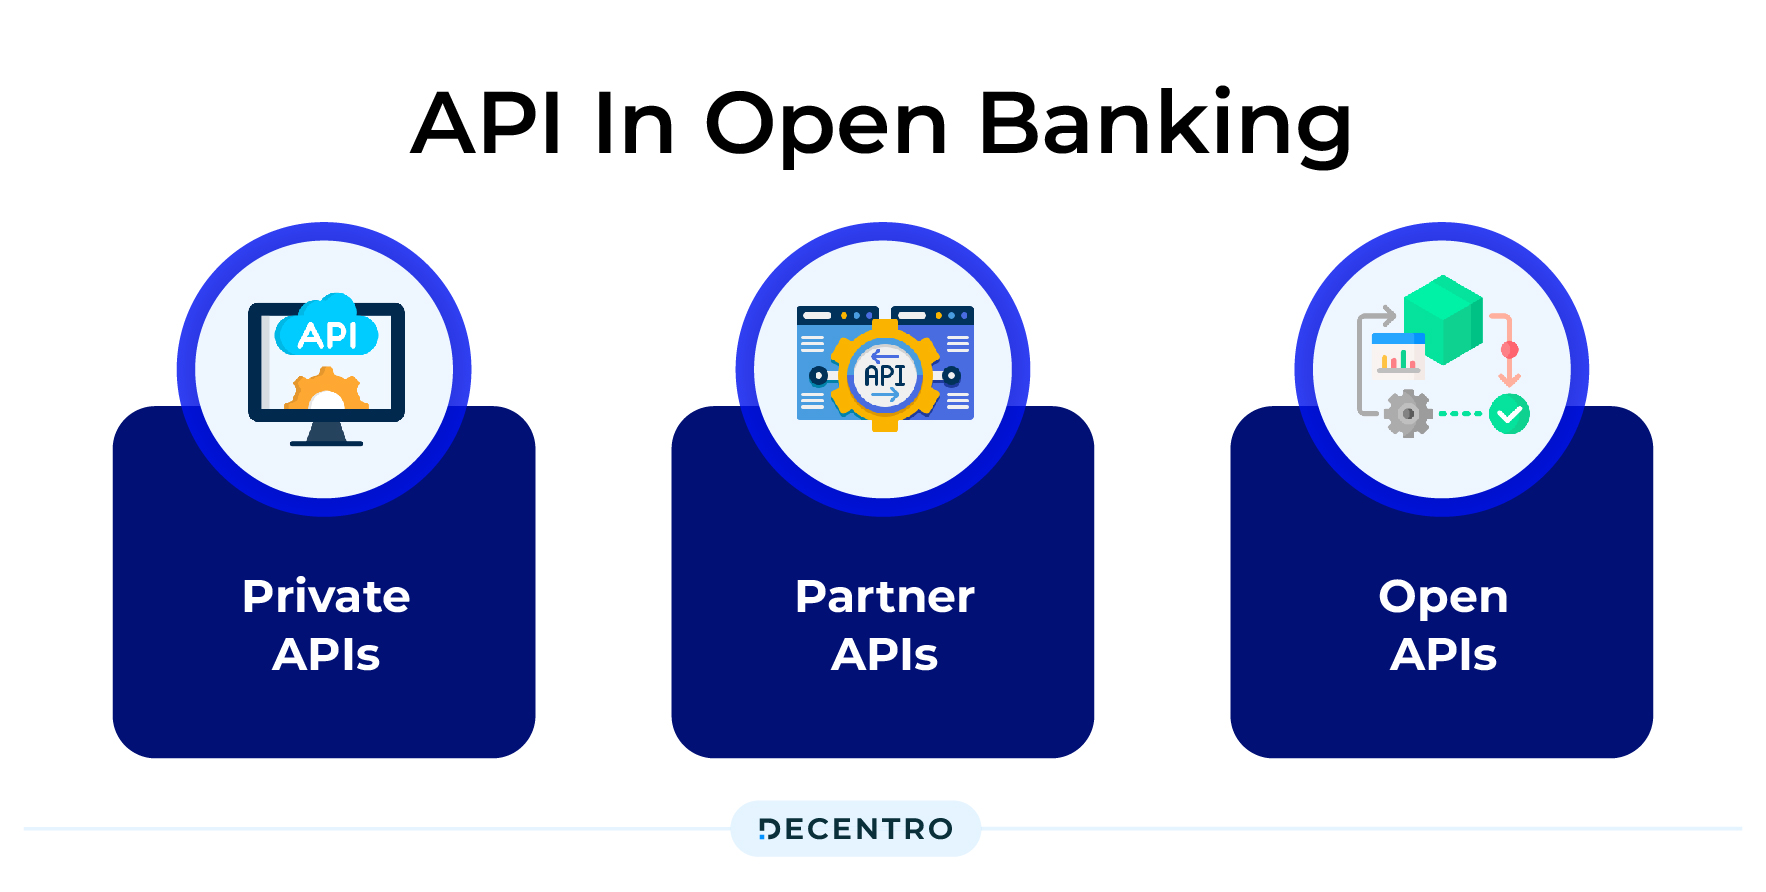 API In Open Banking
API
API
Private
APIs
Partner
APIs
Open
APIs
DECENTRO